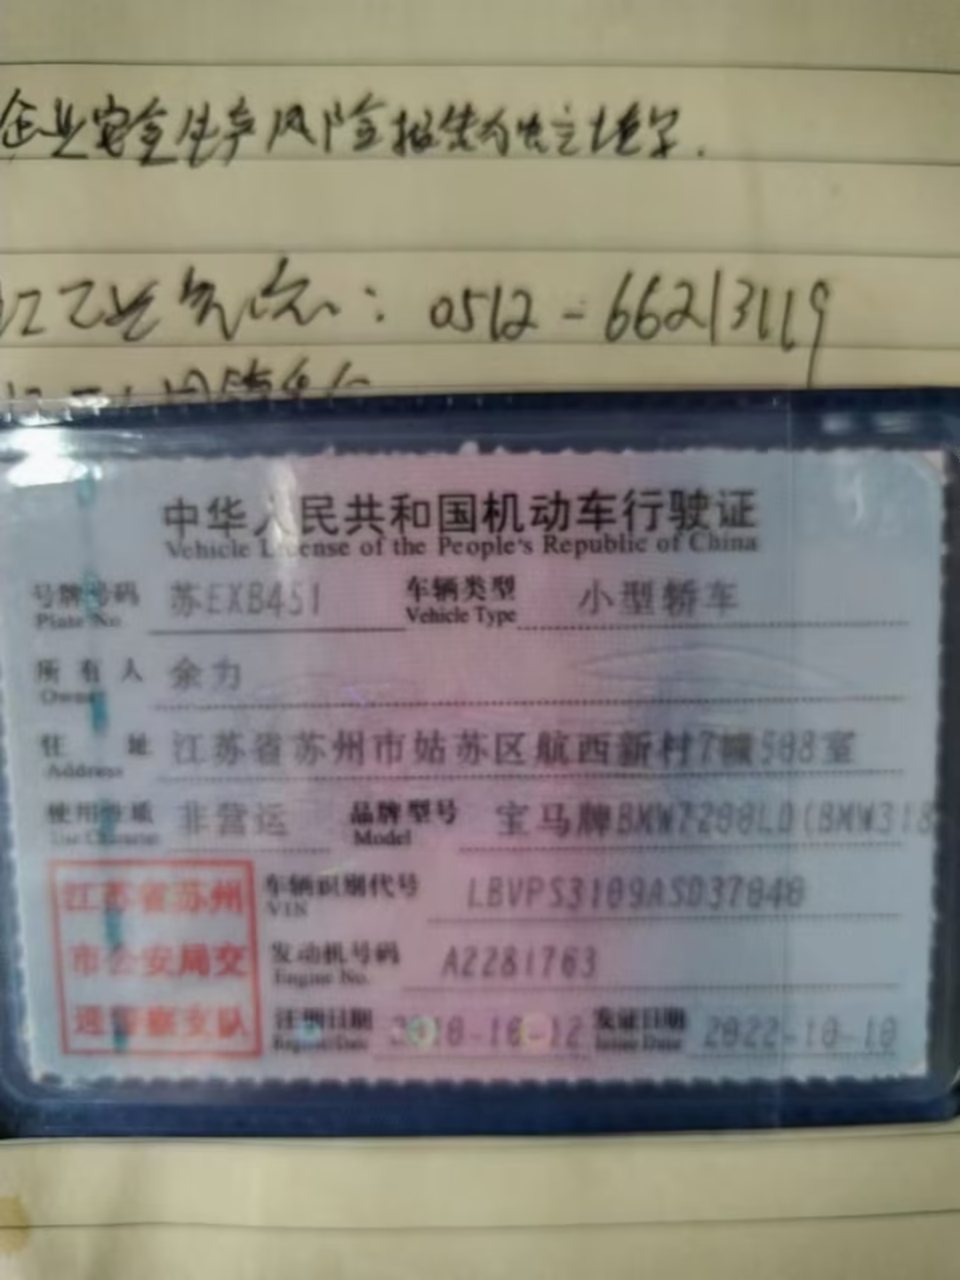 企业安全生产风险报告
0512-66213119
中华人民共和国机动车行驶证
Vehicle License of the People's Republic of China
号牌号码 苏EXB451 车辆类型 小型轿车
Plate No. Vehicle Type
所有人 余力
Owner
住址 江苏省苏州市姑苏区航西新村7幢508室
Address
使用性质 非营运 品牌型号 宝马牌BMW7200LD(BMW318
Use Character Model
江苏省苏州 车辆识别代号 LBVPS3109ASD37040
VIN
市公安局交 发动机号码 A2281763
Engine No.
通警察支队 注册日期 2010-10-12 发证日期 2022-10-10
Register Date Issue Date